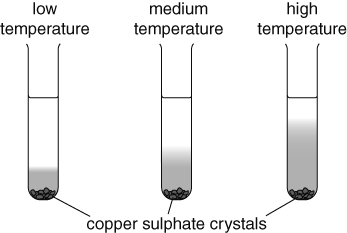 low
temperature
medium
temperature
high
temperature
copper sulphate crystals